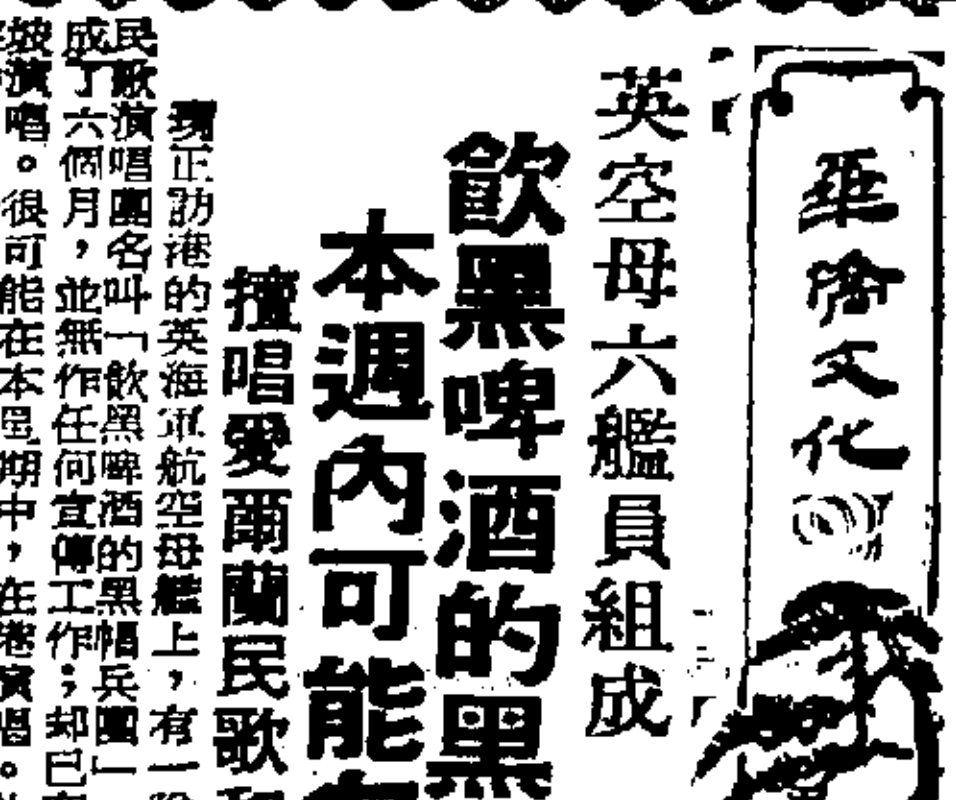 華僑文化
英空母六艦員組成
飲黑啤酒的黑
本週內可能
擅唱愛爾蘭民歌
現正訪港的英海軍航空母艦上，有一
民歌演唱團名叫「飲黑啤酒的黑帽兵團」
成了六個月，並無作任何宣傳工作；却已
演唱。很可能在本星期中，在港演唱。